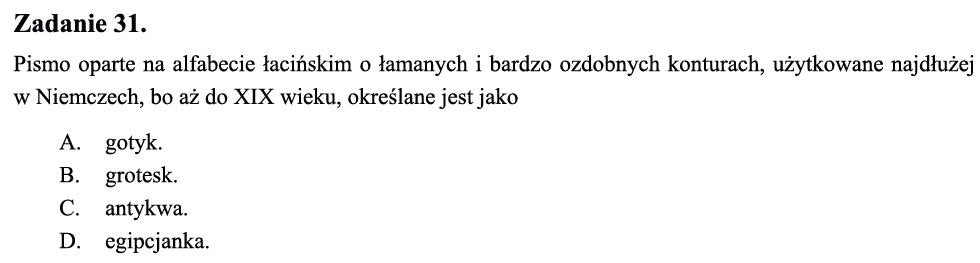 Zadanie 31.
Pismo oparte na alfabecie łacińskim o łamanych i bardzo ozdobnych konturach, użytkowane najdłużej
w Niemczech, bo aż do XIX wieku, określane jest jako
A. gotyk.
B. grotesk.
C. antykwa.
D. egipcjanka.